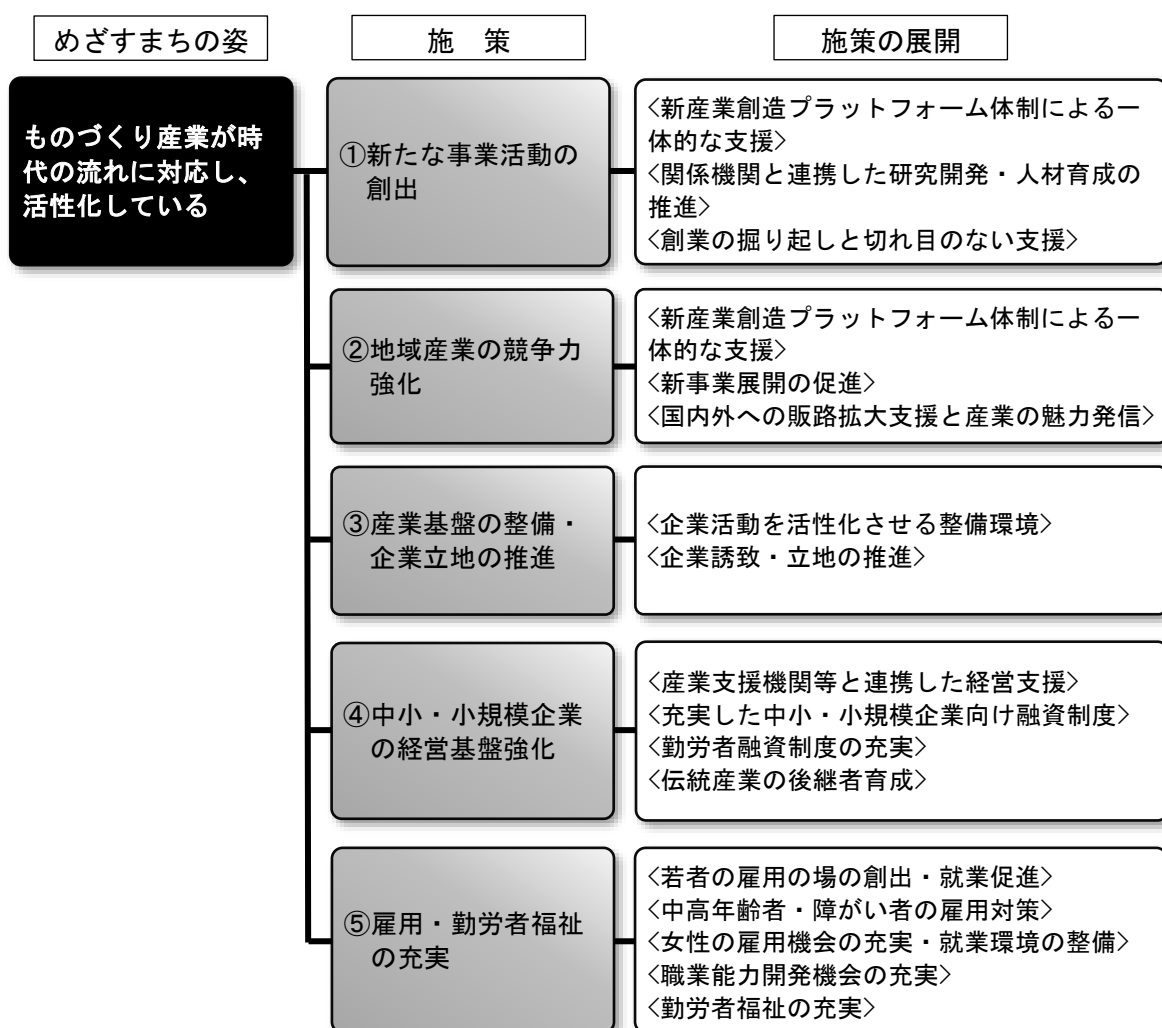 めざすまちの姿
施　策
施策の展開
ものづくり産業が時
代の流れに対応し、
活性化している
①新たな事業活動の
創出
〈新産業創造プラットフォーム体制による一
体的な支援〉
〈関係機関と連携した研究開発・人材育成の
推進〉
〈創業の掘り起しと切れ目のない支援〉
②地域産業の競争力
強化
〈新産業創造プラットフォーム体制による一
体的な支援〉
〈新事業展開の促進〉
〈国内外への販路拡大支援と産業の魅力発信〉
③産業基盤の整備・
企業立地の推進
〈企業活動を活性化させる整備環境〉
〈企業誘致・立地の推進〉
④中小・小規模企業
の経営基盤強化
〈産業支援機関等と連携した経営支援〉
〈充実した中小・小規模企業向け融資制度〉
〈勤労者融資制度の充実〉
〈伝統産業の後継者育成〉
⑤雇用・勤労者福祉
の充実
〈若者の雇用の場の創出・就業促進〉
〈中高年齢者・障がい者の雇用対策〉
〈女性の雇用機会の充実・就業環境の整備〉
〈職業能力開発機会の充実〉
〈勤労者福祉の充実〉